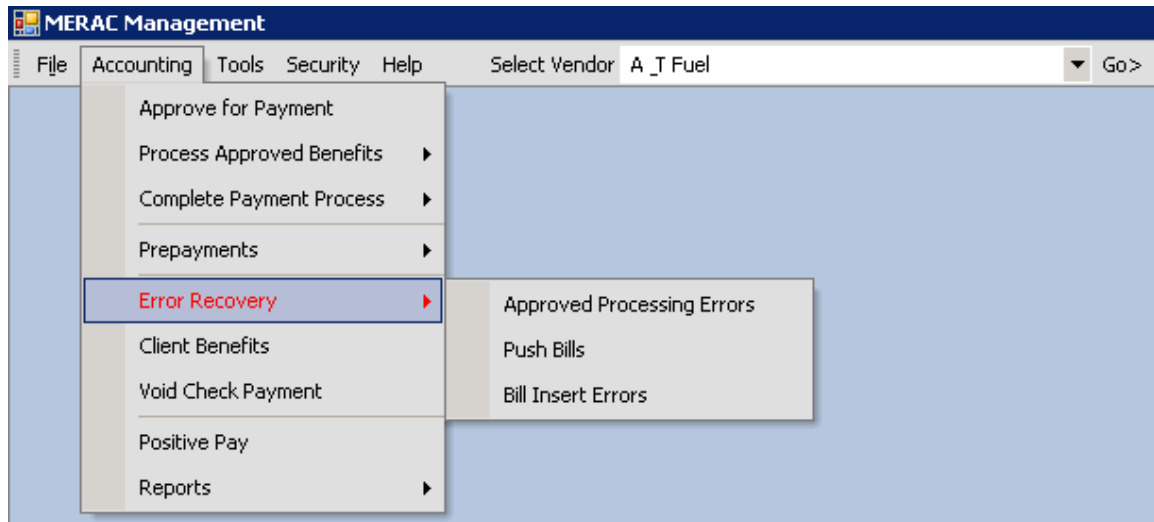 MERAC Management
File Accounting Tools Security Help Select Vendor A _T Fuel Go>
Approve for Payment
Process Approved Benefits
Complete Payment Process
Prepayments
Error Recovery
Approved Processing Errors
Client Benefits
Push Bills
Void Check Payment
Bill Insert Errors
Positive Pay
Reports